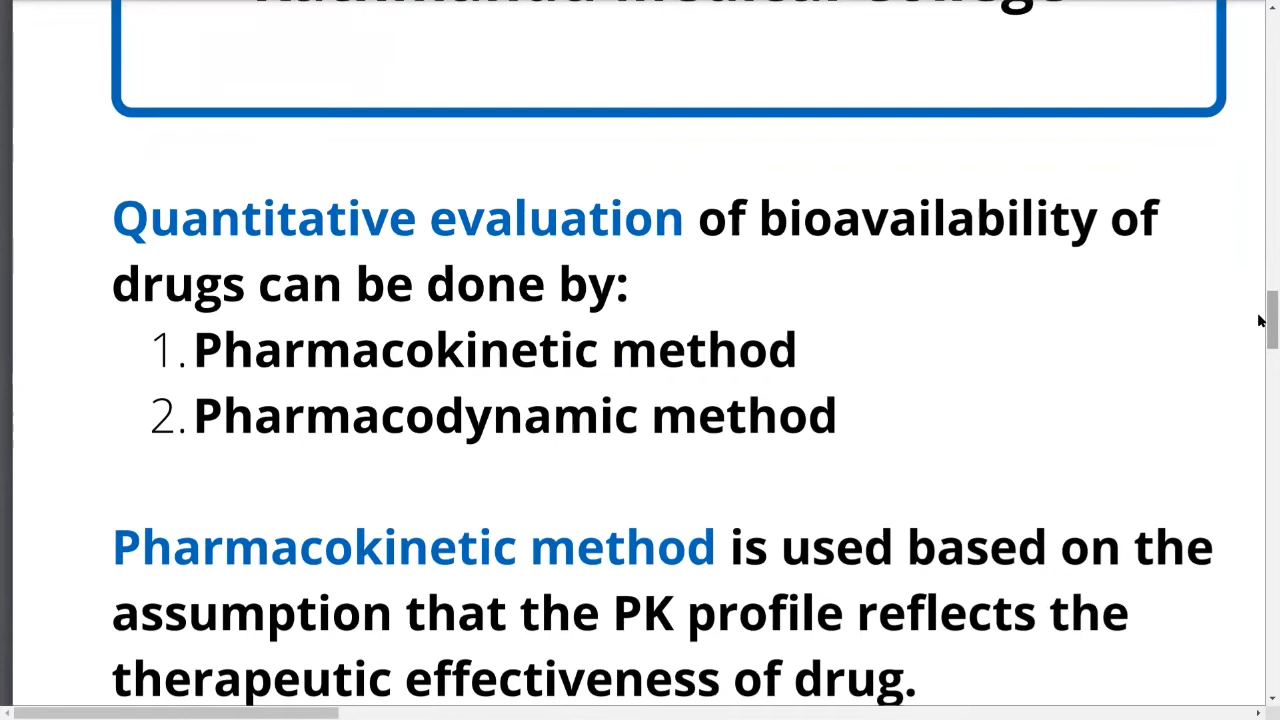 Quantitative evaluation of bioavailability of
drugs can be done by:
1. Pharmacokinetic method
2. Pharmacodynamic method
Pharmacokinetic method is used based on the
assumption that the PK profile reflects the
therapeutic effectiveness of drug.